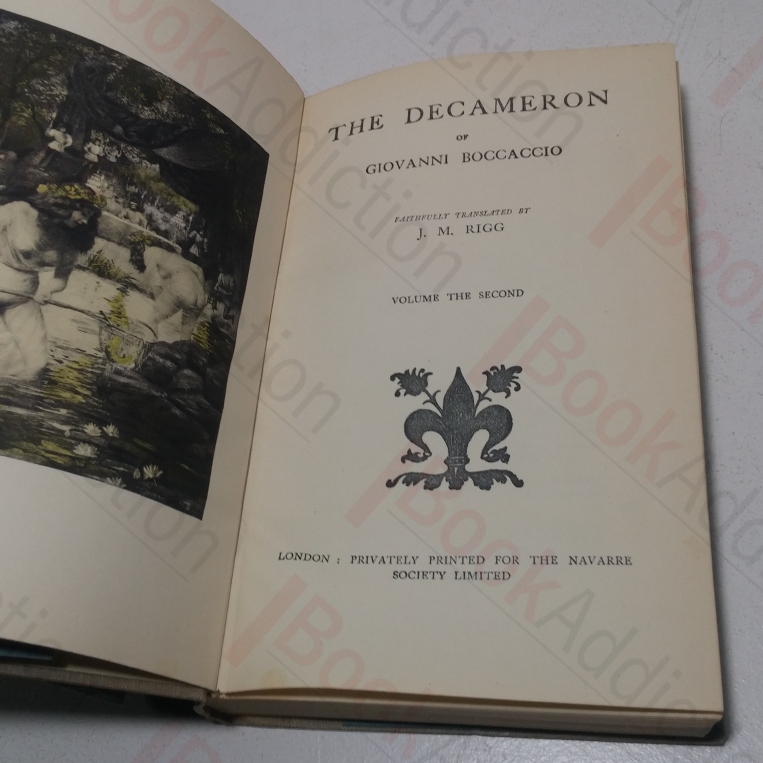 THE DECAMERON
OF
GIOVANNI BOCCACCIO
FAITHFULLY TRANSLATED BY
J. M. RIGG
VOLUME THE SECOND
LONDON : PRIVATELY PRINTED FOR THE NAVARRE
SOCIETY LIMITED
BookAddiction